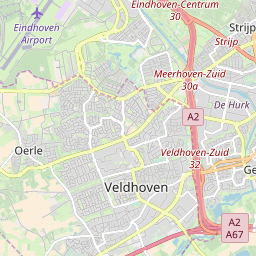 Eindhoven-Centrum
30
Eindhoven
Airport
Strijp
Meerhoven-Zuid
30a
De Hurk
A2
Oerle
Veldhoven-Zuid
32
Veldhoven
A2
A67